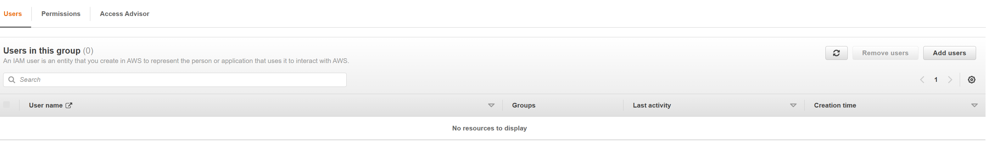 Users Permissions Access Advisor
Users in this group (0)
An IAM user is an entity that you create in AWS to represent the person or application that uses it to interact with AWS.
Remove users Add users
Search
1
User name Groups Last activity Creation time
No resources to display